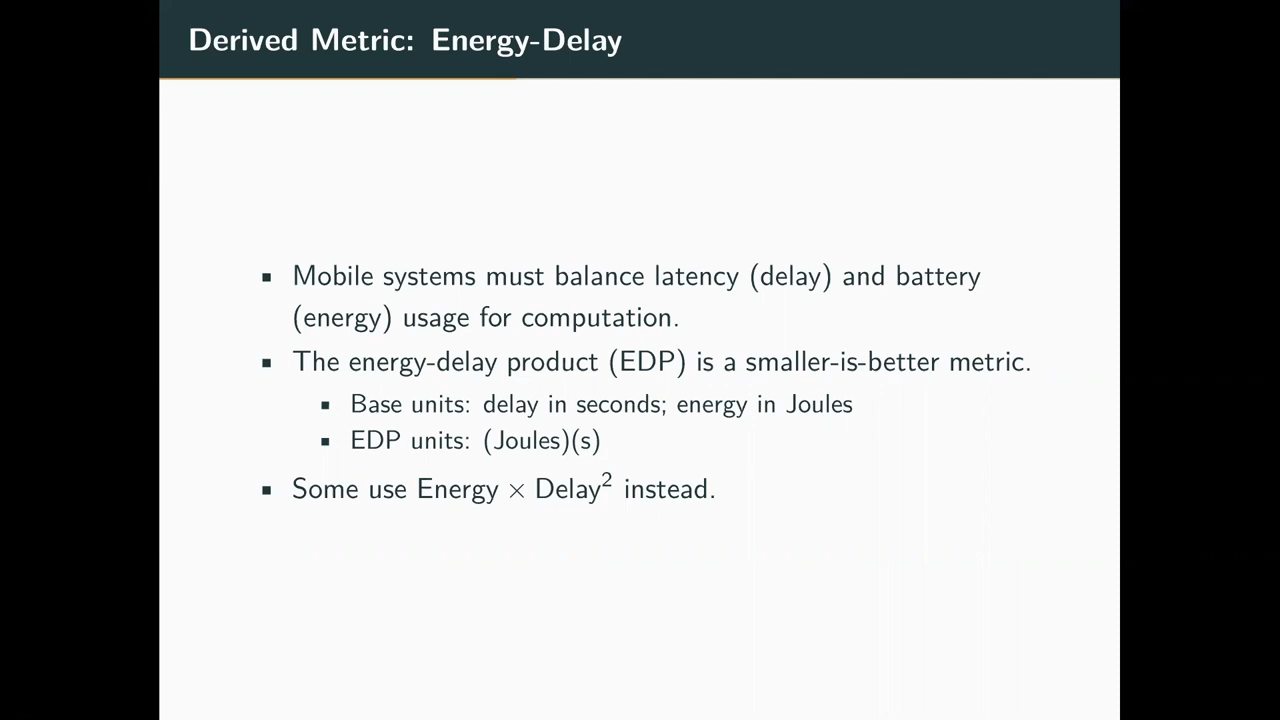 Derived Metric: Energy-Delay
▪ Mobile systems must balance latency (delay) and battery
(energy) usage for computation.
▪ The energy-delay product (EDP) is a smaller-is-better metric.
▪ Base units: delay in seconds; energy in Joules
▪ EDP units: (Joules)(s)
▪ Some use Energy × Delay² instead.